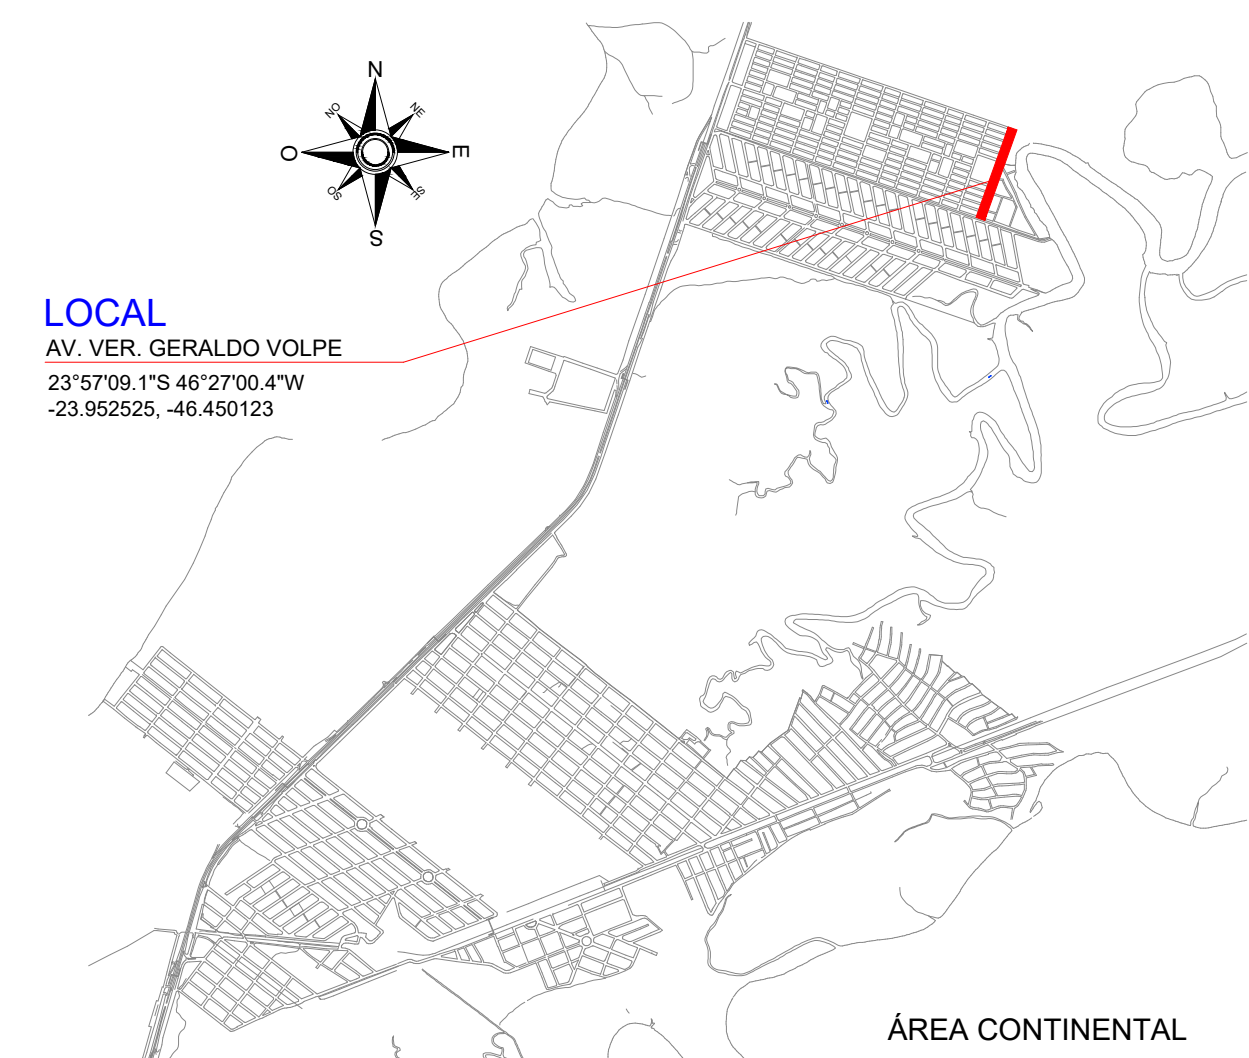 N
NO
NE
O
E
SO
SE
S
LOCAL
AV. VER. GERALDO VOLPE
23°57'09.1"S 46°27'00.4"W
-23.952525, -46.450123
ÁREA CONTINENTAL